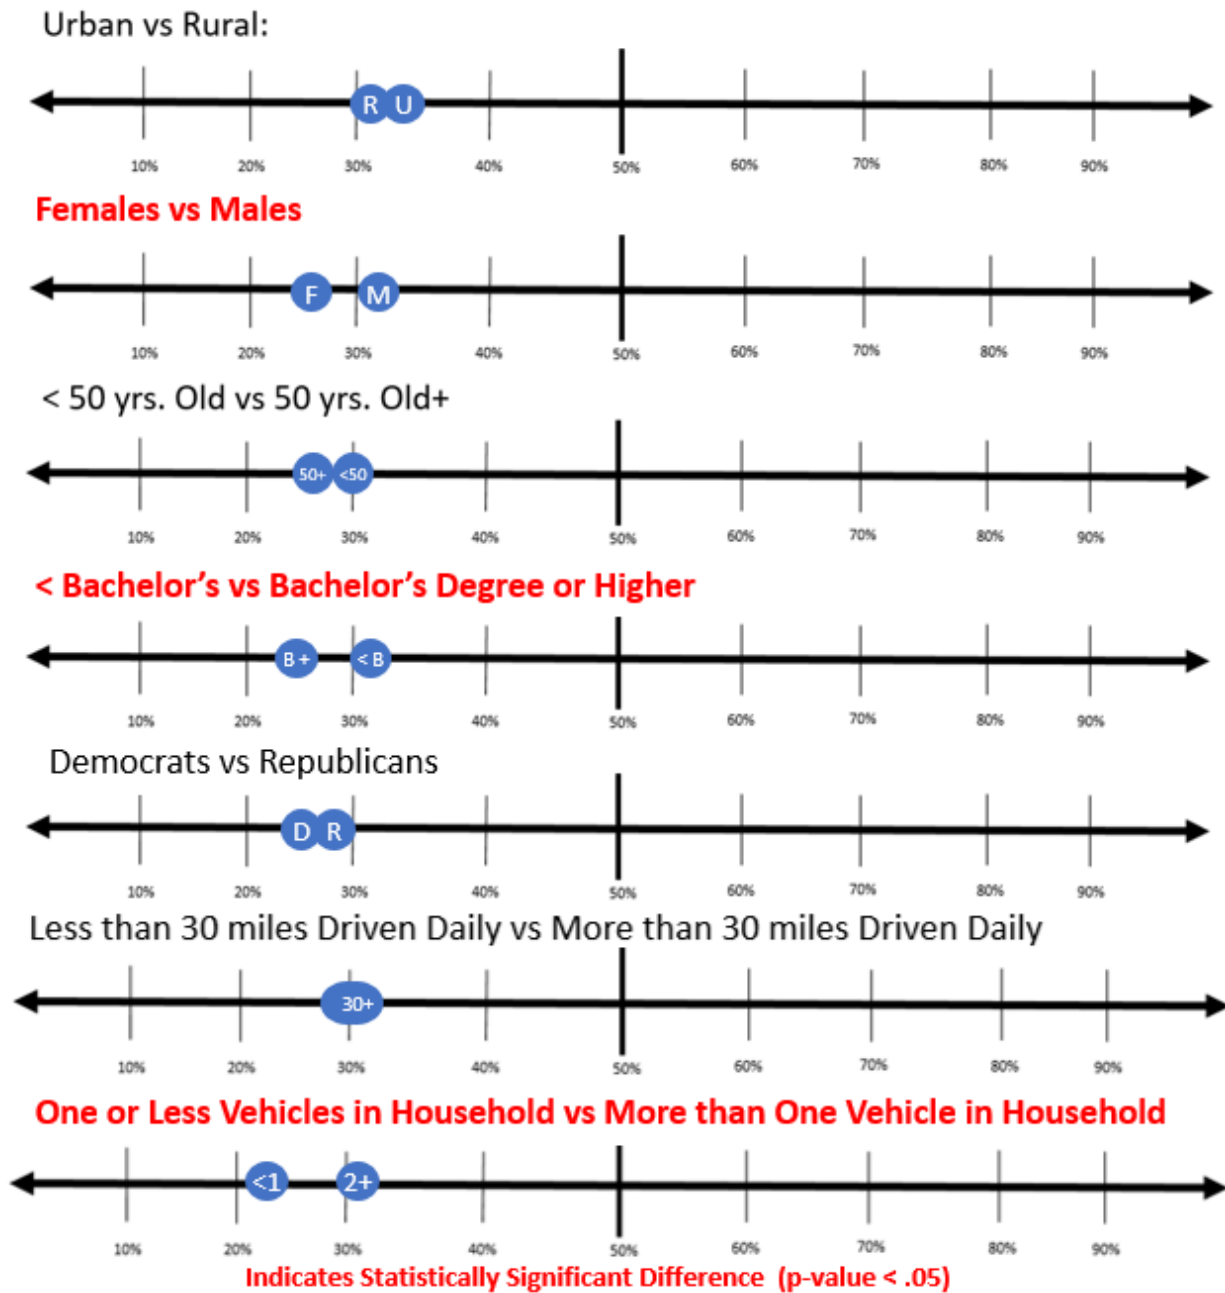 Urban vs Rural:
R U
10% 20% 30% 40% 50% 60% 70% 80% 90%
Females vs Males
F M
10% 20% 30% 40% 50% 60% 70% 80% 90%
< 50 yrs. Old vs 50 yrs. Old+
50+ <50
10% 20% 30% 40% 50% 60% 70% 80% 90%
< Bachelor’s vs Bachelor’s Degree or Higher
B + < B
10% 20% 30% 40% 50% 60% 70% 80% 90%
Democrats vs Republicans
D R
10% 20% 30% 40% 50% 60% 70% 80% 90%
Less than 30 miles Driven Daily vs More than 30 miles Driven Daily
30+
10% 20% 30% 40% 50% 60% 70% 80% 90%
One or Less Vehicles in Household vs More than One Vehicle in Household
<1 2+
10% 20% 30% 40% 50% 60% 70% 80% 90%
Indicates Statistically Significant Difference (p-value < .05)